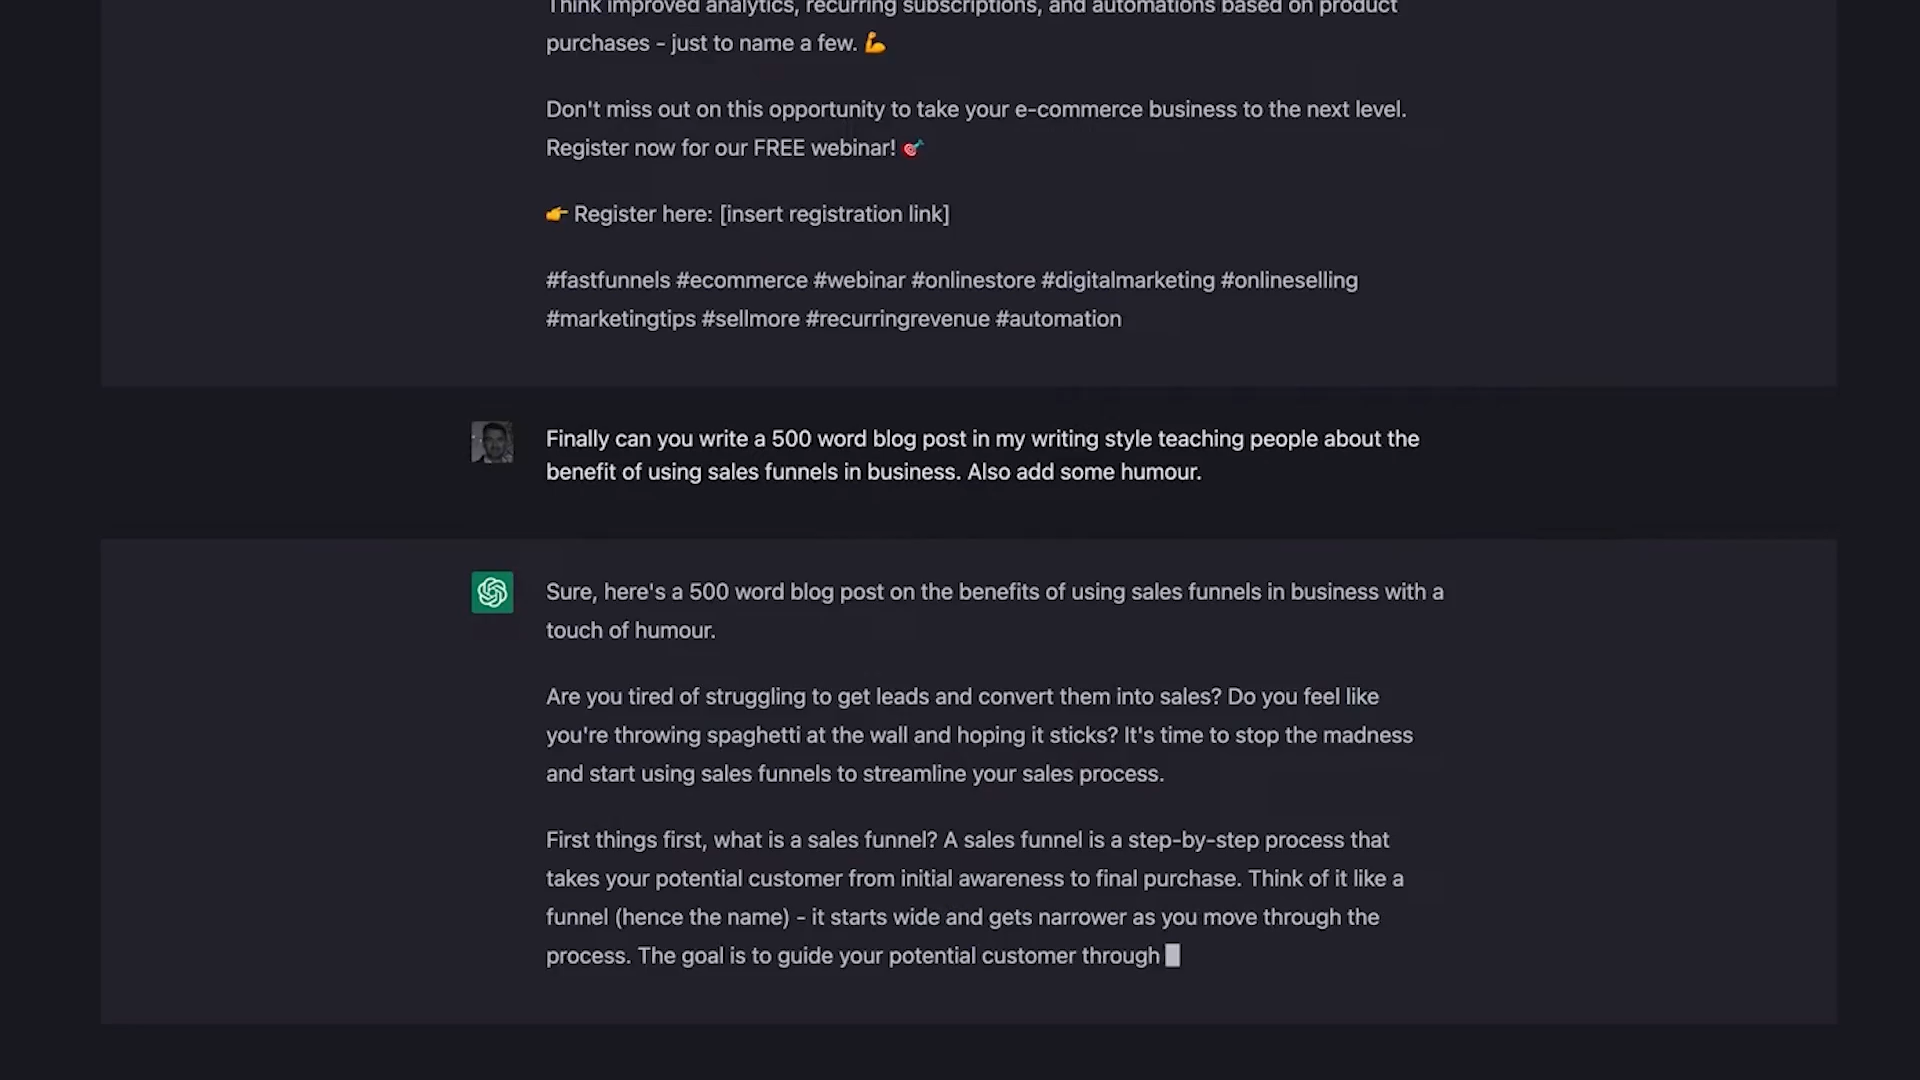 Think improved analytics, recurring subscriptions, and automations based on product
purchases - just to name a few. 💪
Don't miss out on this opportunity to take your e-commerce business to the next level.
Register now for our FREE webinar! 🎯
👉 Register here: [insert registration link]
#fastfunnels #ecommerce #webinar #onlinestore #digitalmarketing #onlineselling
#marketingtips #sellmore #recurringrevenue #automation
Finally can you write a 500 word blog post in my writing style teaching people about the
benefit of using sales funnels in business. Also add some humour.
Sure, here's a 500 word blog post on the benefits of using sales funnels in business with a
touch of humour.
Are you tired of struggling to get leads and convert them into sales? Do you feel like
you're throwing spaghetti at the wall and hoping it sticks? It's time to stop the madness
and start using sales funnels to streamline your sales process.
First things first, what is a sales funnel? A sales funnel is a step-by-step process that
takes your potential customer from initial awareness to final purchase. Think of it like a
funnel (hence the name) - it starts wide and gets narrower as you move through the
process. The goal is to guide your potential customer through